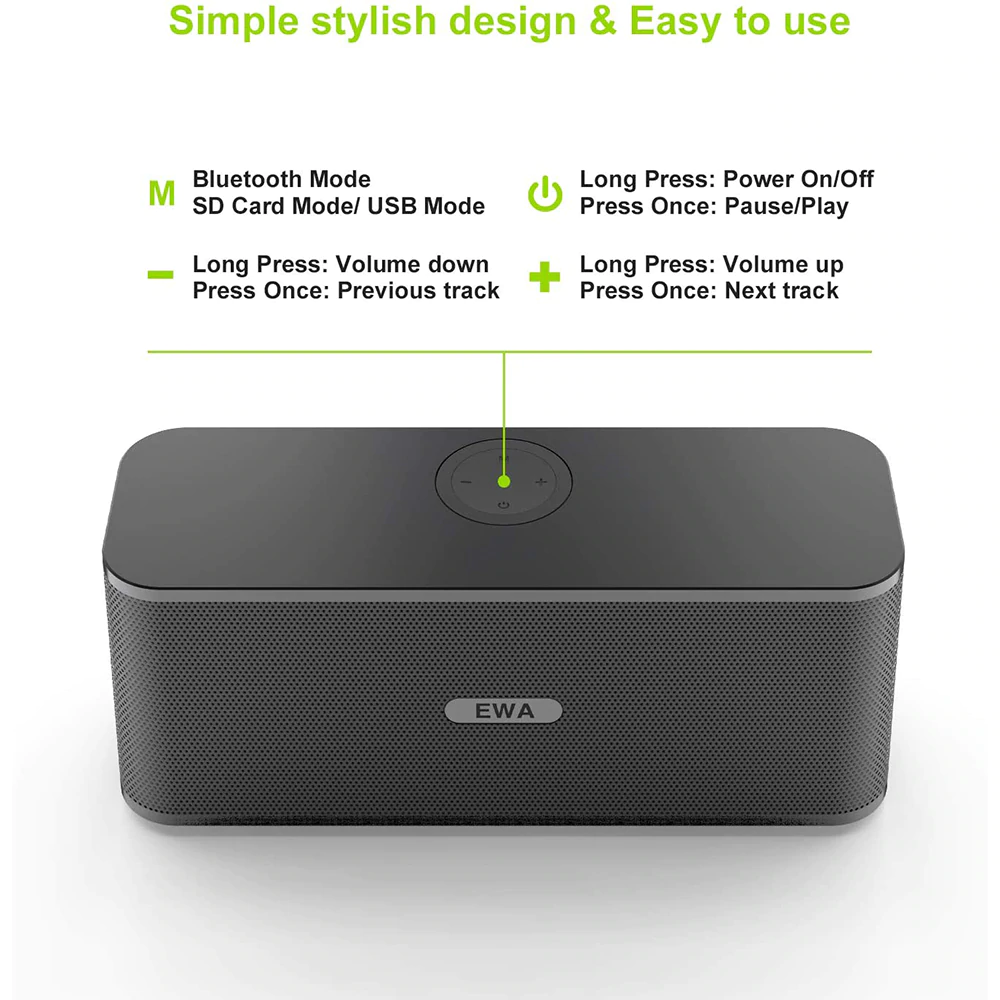 Simple stylish design & Easy to use
M
Bluetooth Mode
SD Card Mode/ USB Mode
Long Press: Power On/Off
Press Once: Pause/Play
Long Press: Volume down
Press Once: Previous track
Long Press: Volume up
Press Once: Next track
M
EWA